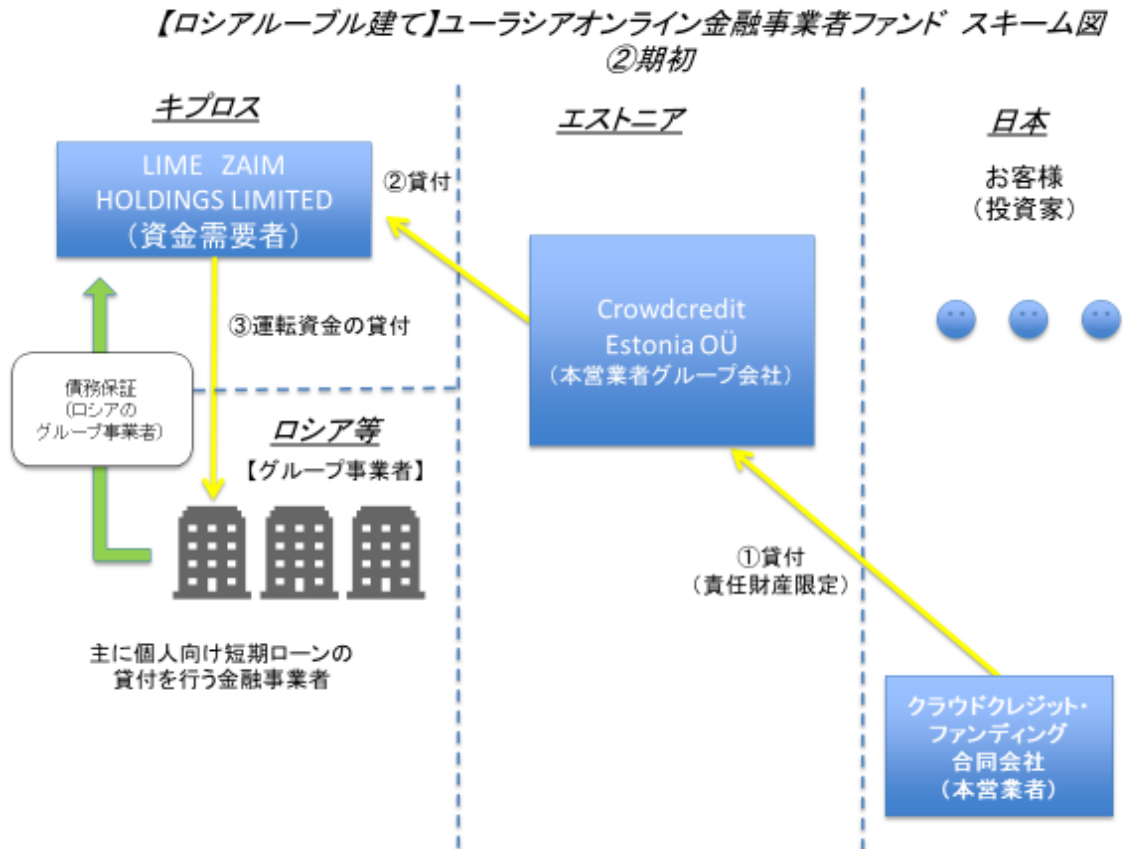 【ロシアルーブル建て】ユーラシアオンライン金融事業者ファンド スキーム図
②期初
キプロス
エストニア
日本
LIME ZAIM
HOLDINGS LIMITED
(資金需要者)
②貸付
お客様
(投資家)
Crowdcredit
Estonia OÜ
(本営業者グループ会社)
③運転資金の貸付
債務保証
(ロシアの
グループ事業者)
ロシア等
【グループ事業者】
①貸付
(責任財産限定)
主に個人向け短期ローンの
貸付を行う金融事業者
クラウドクレジット・
ファンディング
合同会社
(本営業者)